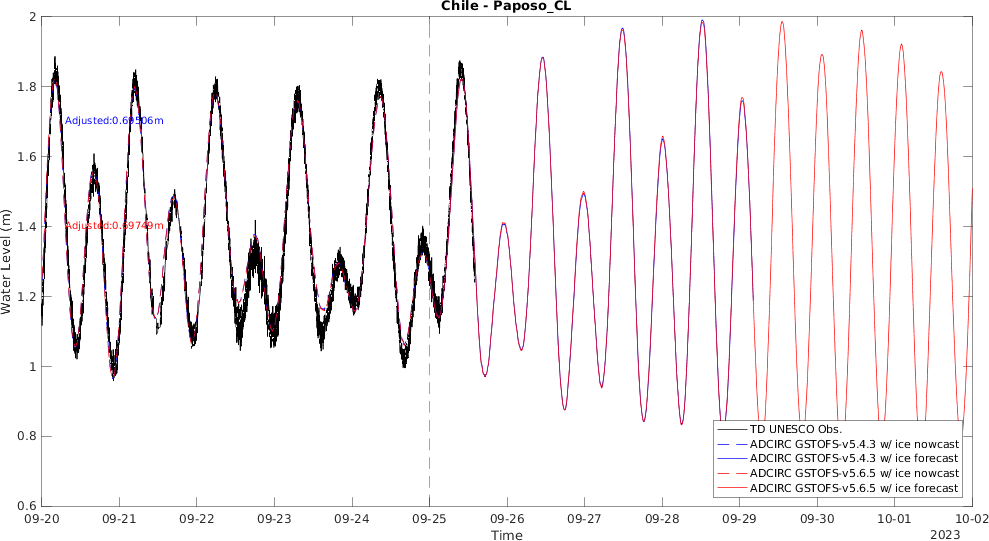 Chile - Paposo_CL
2
1.8
1.6
1.4
1.2
1
0.8
0.6
Water Level (m)
Adjusted:0.69506m
Adjusted:0.69749m
TD UNESCO Obs.
ADCIRC GSTOFS-v5.4.3 w/ ice nowcast
ADCIRC GSTOFS-v5.4.3 w/ ice forecast
ADCIRC GSTOFS-v5.6.5 w/ ice nowcast
ADCIRC GSTOFS-v5.6.5 w/ ice forecast
09-20 09-21 09-22 09-23 09-24 09-25 09-26 09-27 09-28 09-29 09-30 10-01 10-02
Time
2023